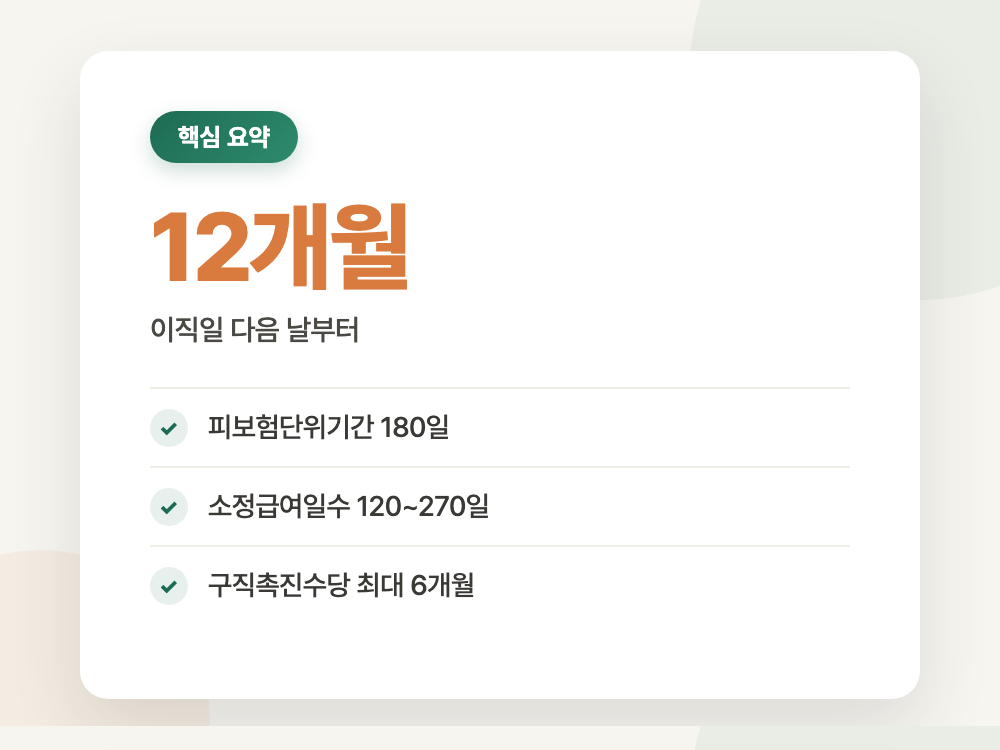 핵심 요약
12개월
이직일 다음 날부터
피보험단위기간 180일
소정급여일수 120~270일
구직촉진수당 최대 6개월